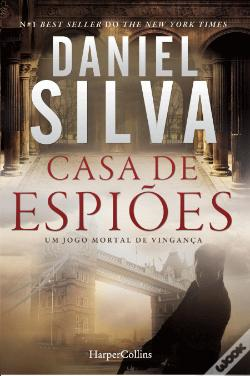 Nº1 BEST SELLER DO THE NEW YORK TIMES
DANIEL
SILVA
CASA DE
ESPIÕES
UM JOGO MORTAL DE VINGANÇA
HarperCollins
wook